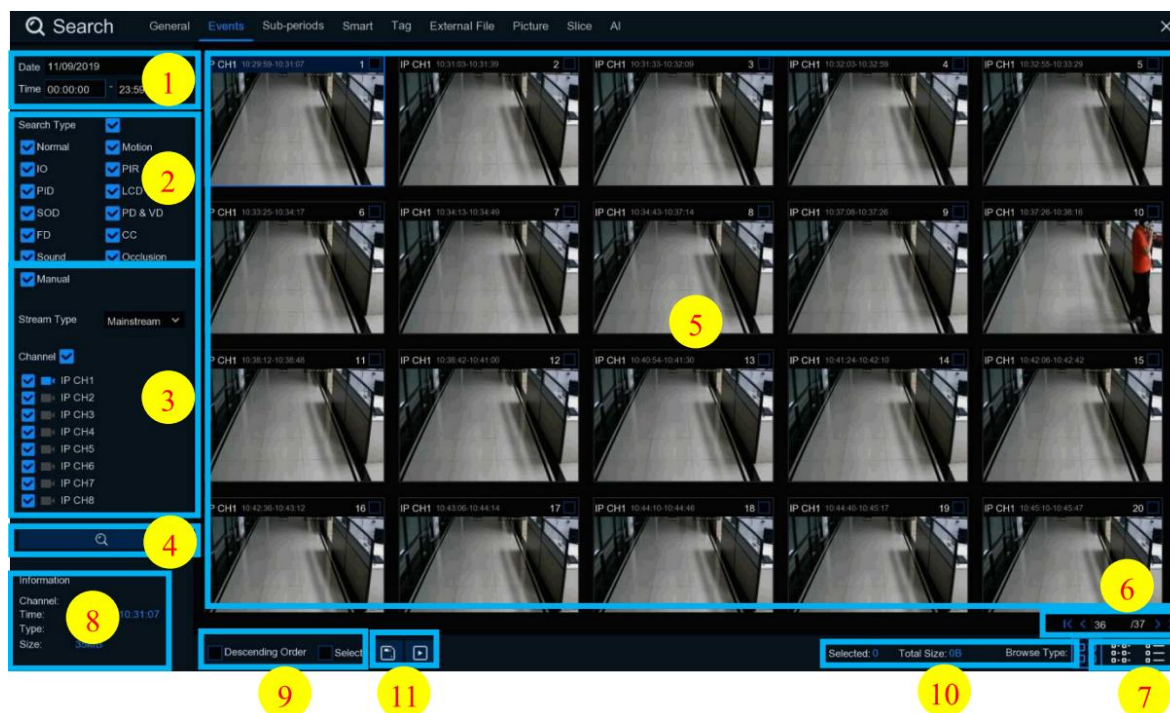 Search General Events Sub-periods Smart Tag External File Picture Slice AI
Date 11/09/2019
Time 00:00:00 - 23:59
1
Search Type
Normal Motion
IO PIR
PID LCD
SOD PD & VD
FD CC
Sound Occlusion
2
Manual
Stream Type Mainstream
Channel
IP CH1
IP CH2
IP CH3
IP CH4
IP CH5
IP CH6
IP CH7
IP CH8
3
4
Information
Channel:
Time: 10:31:07
Type:
Size:
8
IP CH1 10:29:59-10:31:07 1
IP CH1 10:31:03-10:31:39 2
IP CH1 10:31:33-10:32:09 3
IP CH1 10:32:03-10:32:59 4
IP CH1 10:32:55-10:33:29 5
IP CH1 10:33:25-10:34:17 6
IP CH1 10:34:13-10:34:49 7
IP CH1 10:34:43-10:37:14 8
IP CH1 10:37:08-10:37:26 9
IP CH1 10:37:26-10:38:16 10
5
IP CH1 10:38:12-10:38:48 11
IP CH1 10:38:42-10:41:00 12
IP CH1 10:40:54-10:41:30 13
IP CH1 10:41:24-10:42:10 14
IP CH1 10:42:06-10:42:42 15
IP CH1 10:42:36-10:43:12 16
IP CH1 10:43:06-10:44:14 17
IP CH1 10:44:10-10:44:46 18
IP CH1 10:44:40-10:45:17 19
IP CH1 10:45:10-10:45:47 20
6
36 /37
Descending Order Select
Selected: 0 Total Size: 0B Browse Type:
9
11
10
7